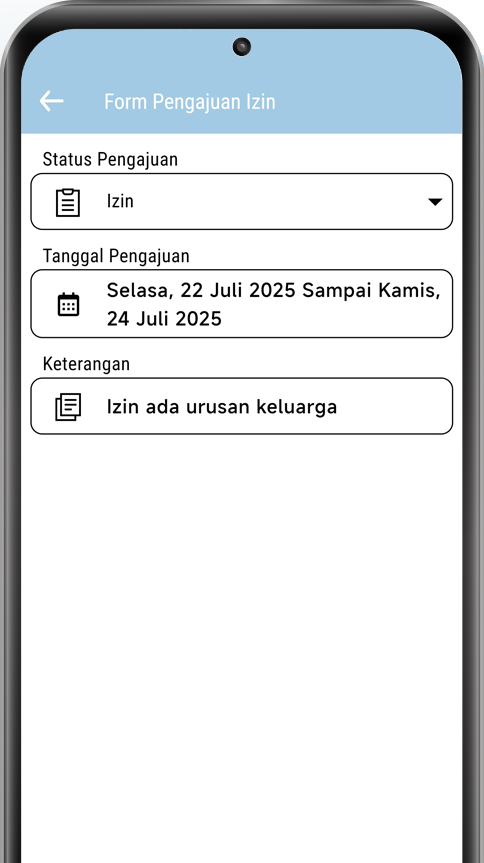 Form Pengajuan Izin
Status Pengajuan
Izin
Tanggal Pengajuan
Selasa, 22 Juli 2025 Sampai Kamis,
24 Juli 2025
Keterangan
Izin ada urusan keluarga